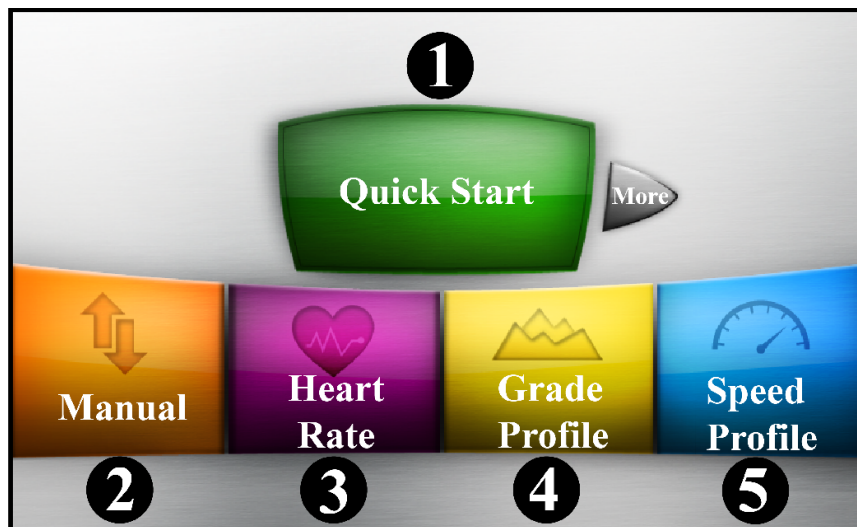 1
Quick Start
More
Manual
Heart
Rate
Grade
Profile
Speed
Profile
2
3
4
5